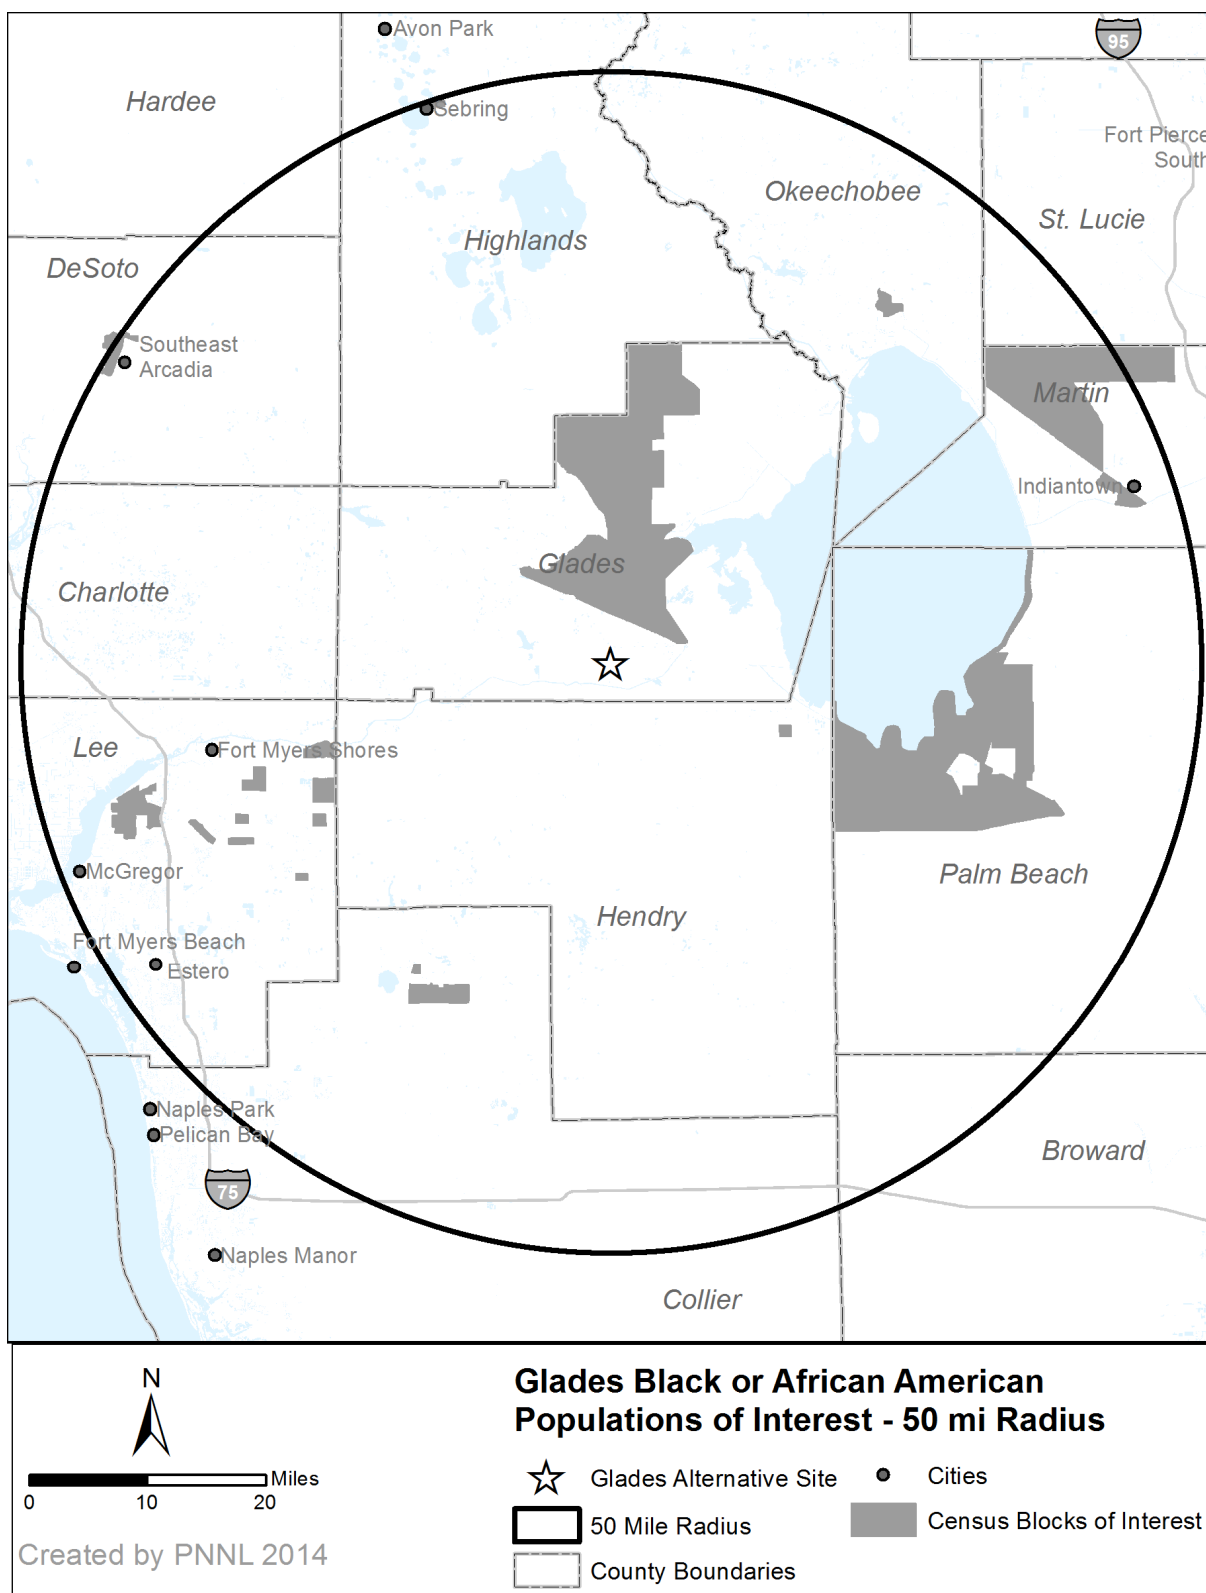 Avon Park
95
Hardee
Sebring
Fort Pierce
South
Okeechobee
St. Lucie
Highlands
DeSoto
Southeast
Arcadia
Martin
Indiantown
Glades
Charlotte
Lee
Fort Myers Shores
McGregor
Palm Beach
Hendry
Fort Myers Beach
Estero
Naples Park
Pelican Bay
Broward
75
Naples Manor
Collier
N
Miles
0 10 20
Created by PNNL 2014
Glades Black or African American
Populations of Interest - 50 mi Radius
Glades Alternative Site
Cities
50 Mile Radius
Census Blocks of Interest
County Boundaries